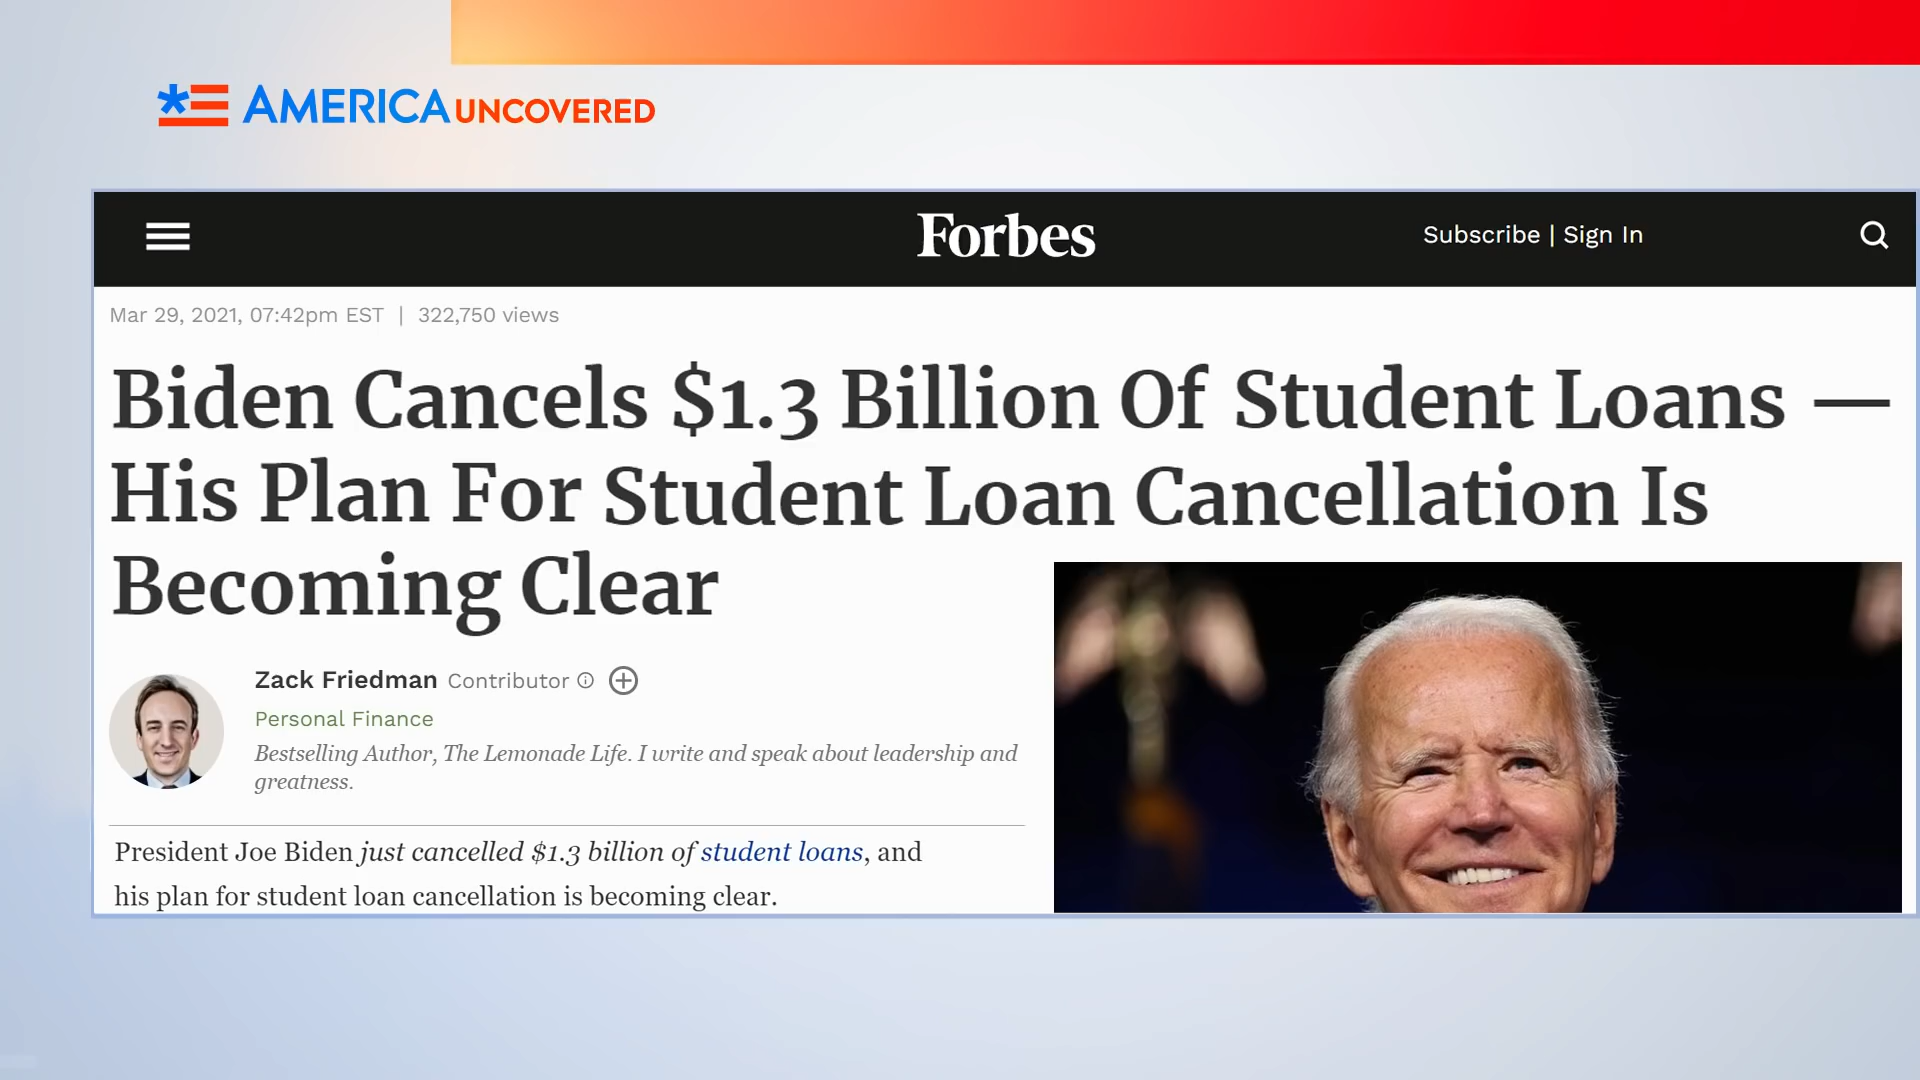 AMERICA UNCOVERED
Forbes
Subscribe | Sign In
Mar 29, 2021, 07:42pm EST | 322,750 views
Biden Cancels $1.3 Billion Of Student Loans —
His Plan For Student Loan Cancellation Is
Becoming Clear
Zack Friedman Contributor
Personal Finance
Bestselling Author, The Lemonade Life. I write and speak about leadership and
greatness.
President Joe Biden just cancelled $1.3 billion of student loans, and
his plan for student loan cancellation is becoming clear.